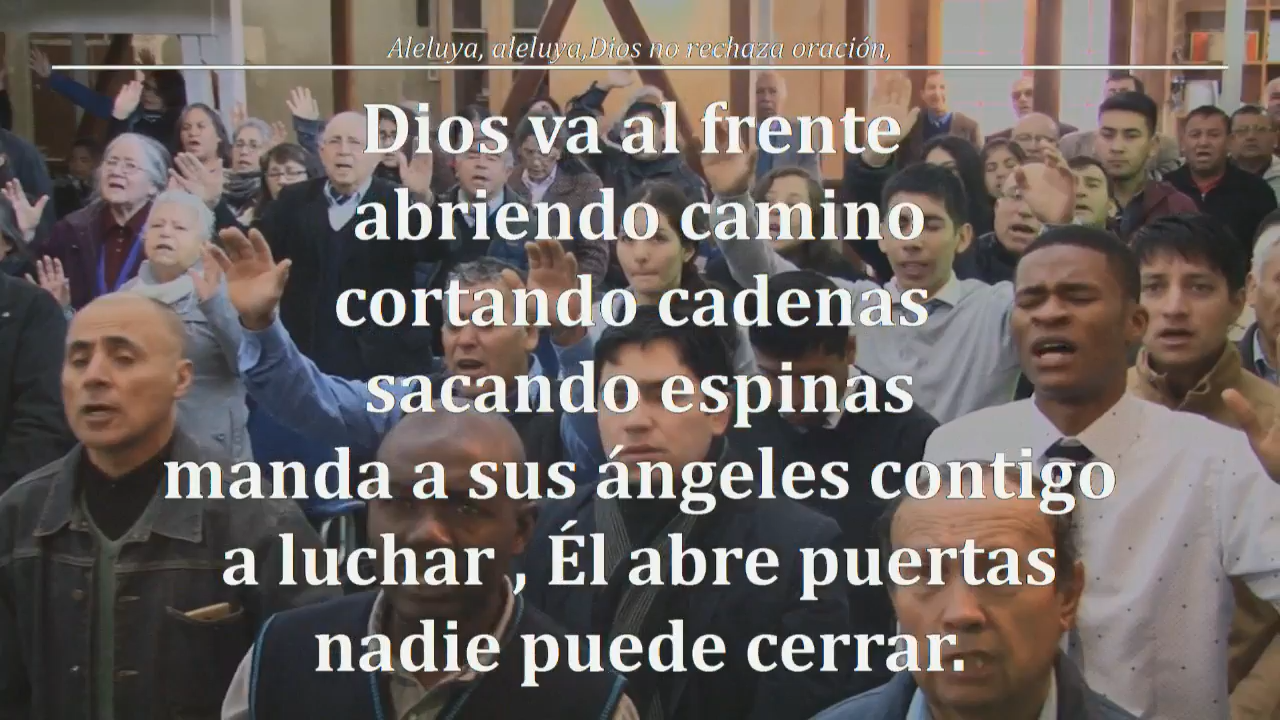 Aleluya, aleluya,Dios no rechaza oración,
Dios va al frente
abriendo camino
cortando cadenas
sacando espinas
manda a sus ángeles contigo
a luchar , Él abre puertas
nadie puede cerrar.